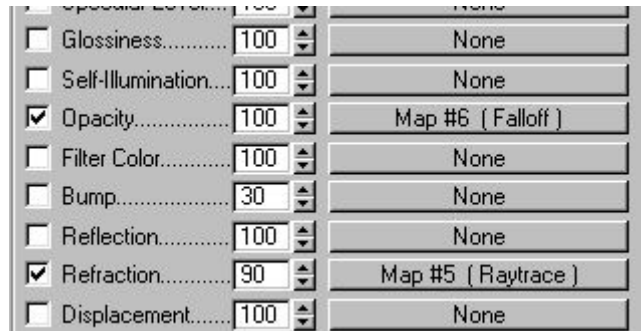 Glossiness........... 100 None
Self-Illumination.... 100 None
Opacity................. 100 Map #6 ( Falloff )
Filter Color............ 100 None
Bump.................... 30 None
Reflection............ 100 None
Refraction............ 90 Map #5 ( Raytrace )
Displacement....... 100 None